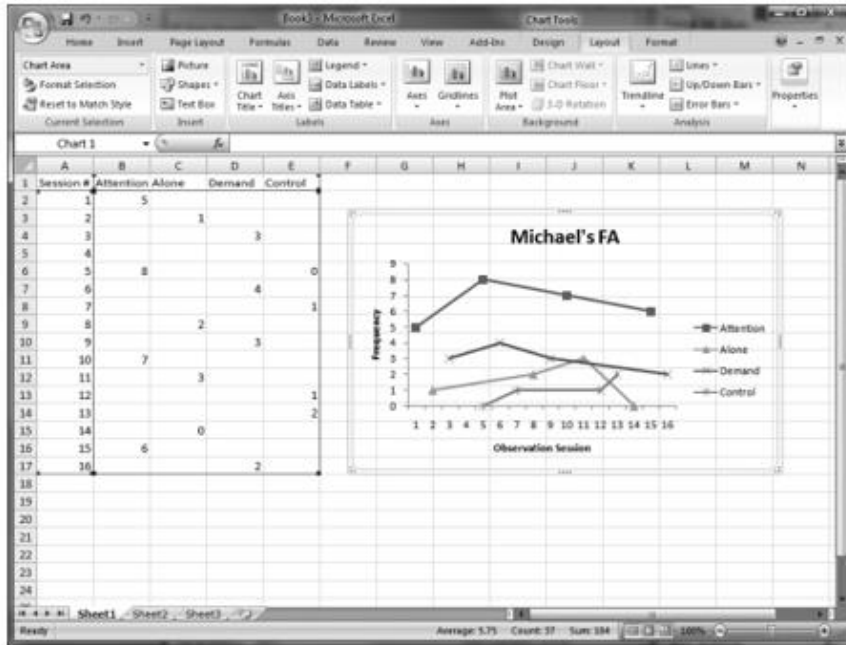 Book3 - Microsoft Excel
Chart Tools
Home Insert Page Layout Formulas Data Review View Add-Ins Design Layout Format
Chart Area
Format Selection
Reset to Match Style
Current Selection
Picture
Shapes
Text Box
Insert
Chart Title
Axis Titles
Legend
Data Labels
Data Table
Labels
Axes
Gridlines
Axes
Plot Area
Chart Wall
Chart Floor
3-D Rotation
Background
Trendline
Lines
Up/Down Bars
Error Bars
Analysis
Properties
Chart 1
fx
A B C D E F G H I J K L M N
1 Session # Attention Alone Demand Control
2 1 5
3 2 1
4 3 3
5 4
6 5 8 0
7 6 4
8 7 1
9 8 2
10 9 3
11 10 7
12 11 3
13 12 1
14 13 2
15 14 0
16 15 6
17 16 2
18
19
20
21
22
23
24
Michael's FA
Frequency
9
8
7
6
5
4
3
2
1
0
1 2 3 4 5 6 7 8 9 10 11 12 13 14 15 16
Observation Session
Attention
Alone
Demand
Control
Sheet1 Sheet2 Sheet3
Ready
Average: 5.75 Count: 37 Sum: 184
100%